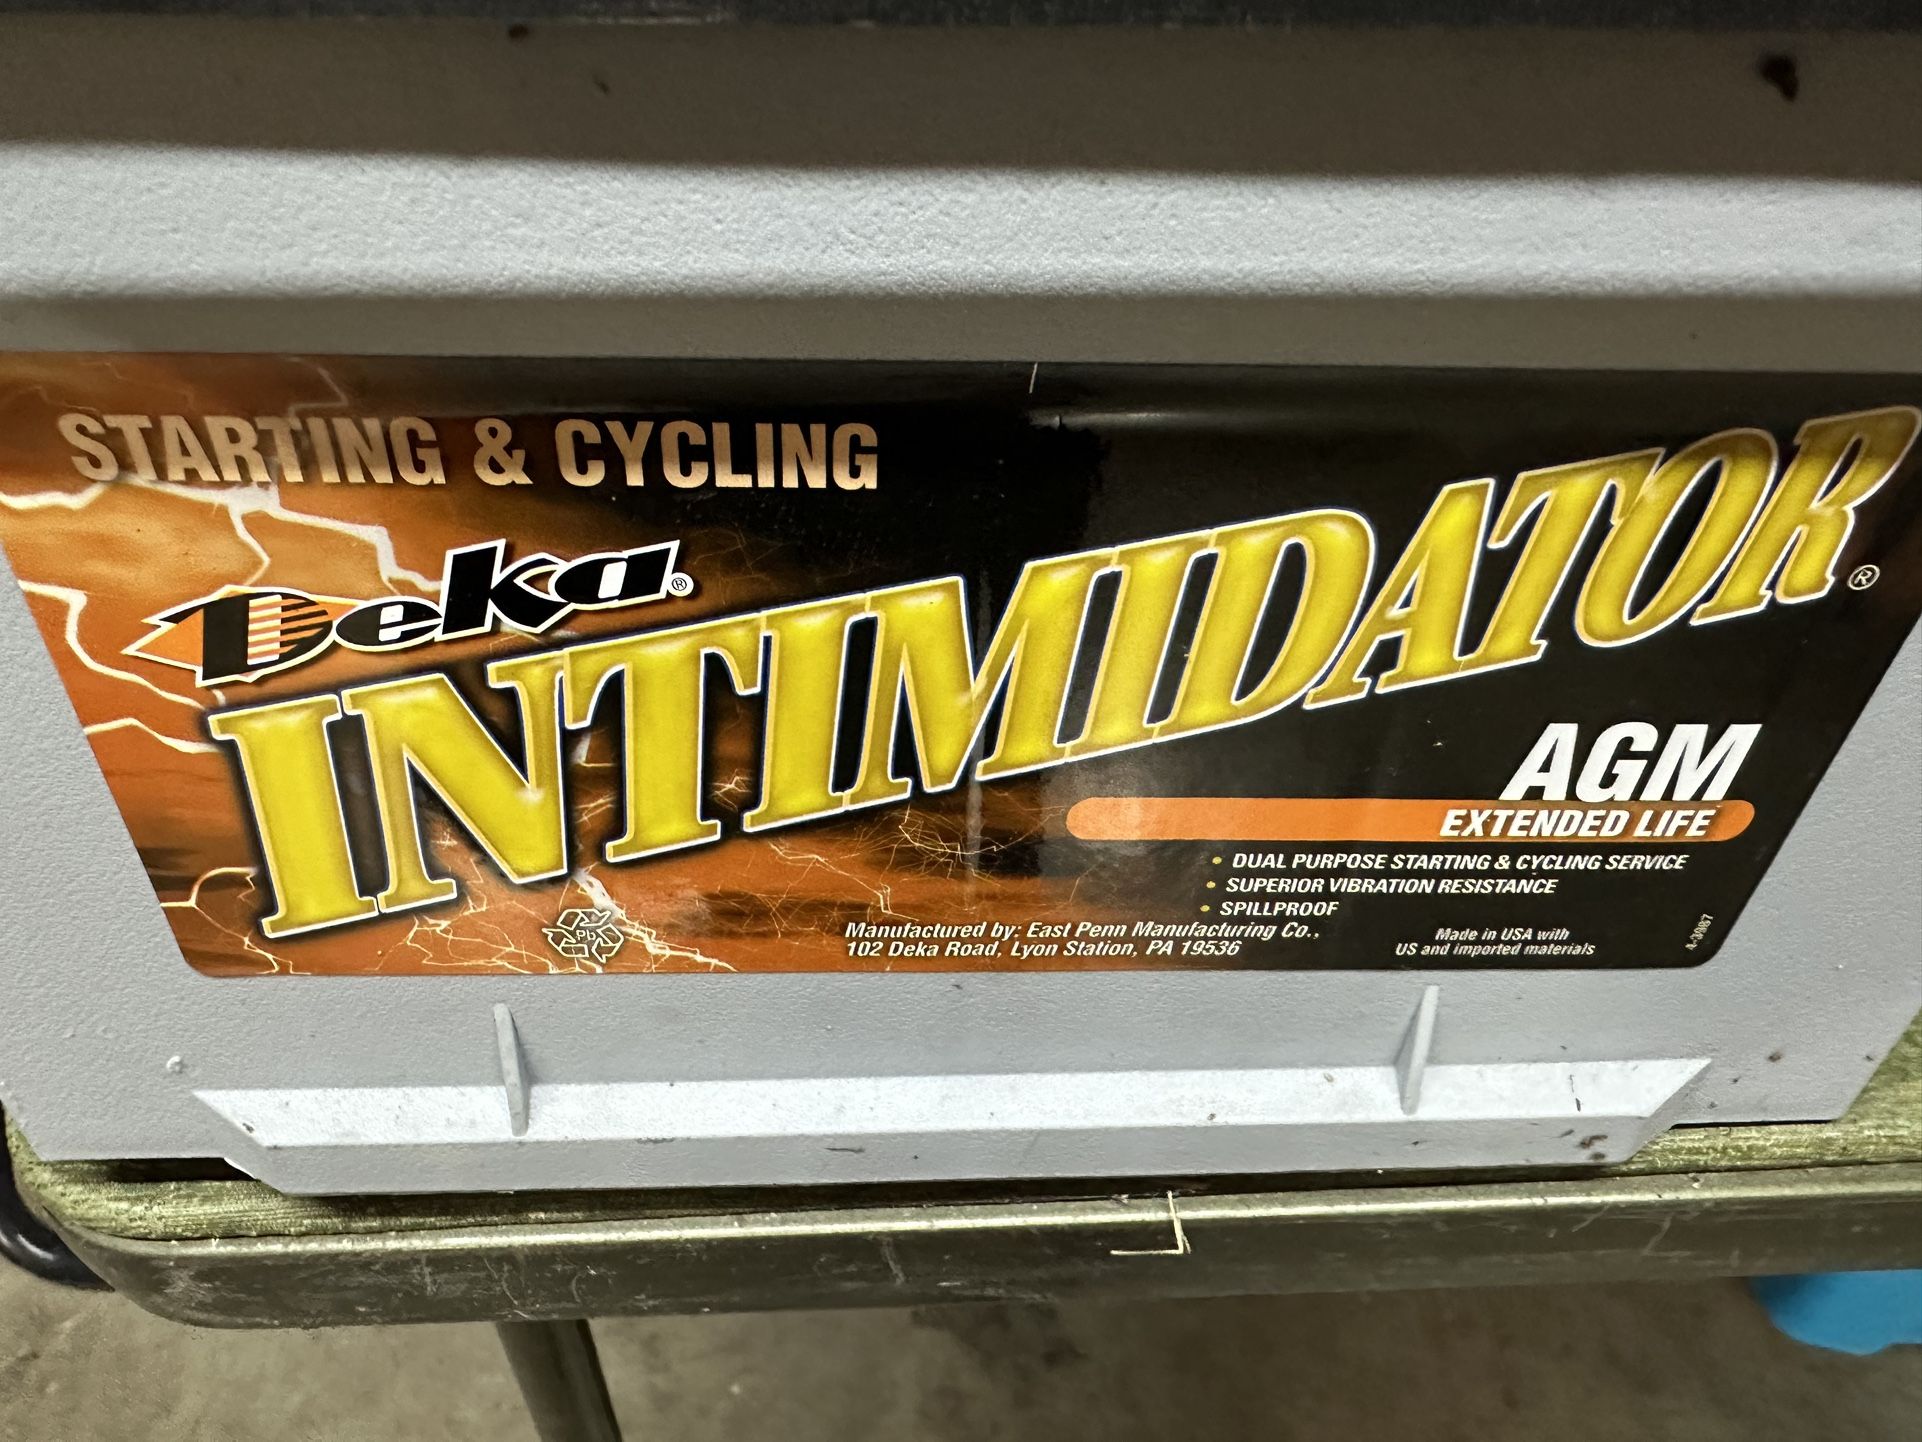 STARTING & CYCLING
Deka®
INTIMIDATOR®
AGM
EXTENDED LIFE
• DUAL PURPOSE STARTING & CYCLING SERVICE
• SUPERIOR VIBRATION RESISTANCE
• SPILLPROOF
Pb
Manufactured by: East Penn Manufacturing Co.,
102 Deka Road, Lyon Station, PA 19536
Made in USA with
US and imported materials